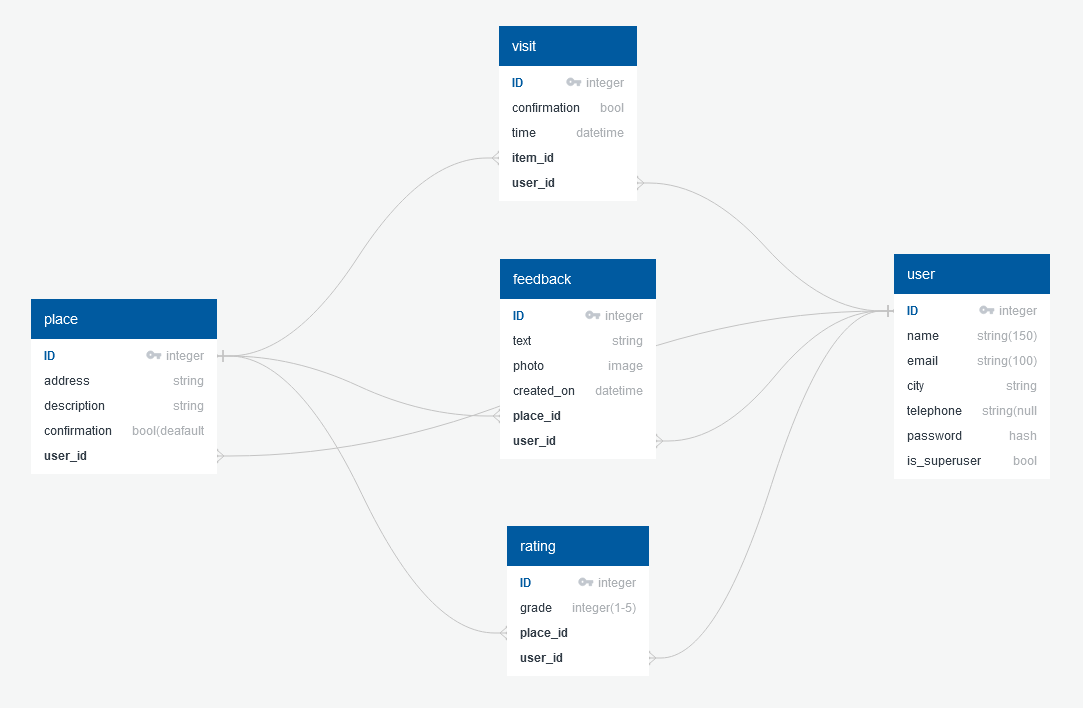 visit
ID integer
confirmation bool
time datetime
item_id
user_id
feedback
ID integer
text string
photo image
created_on datetime
place_id
user_id
user
ID integer
name string(150)
email string(100)
city string
telephone string(null
password hash
is_superuser bool
place
ID integer
address string
description string
confirmation bool(deafault
user_id
rating
ID integer
grade integer(1-5)
place_id
user_id